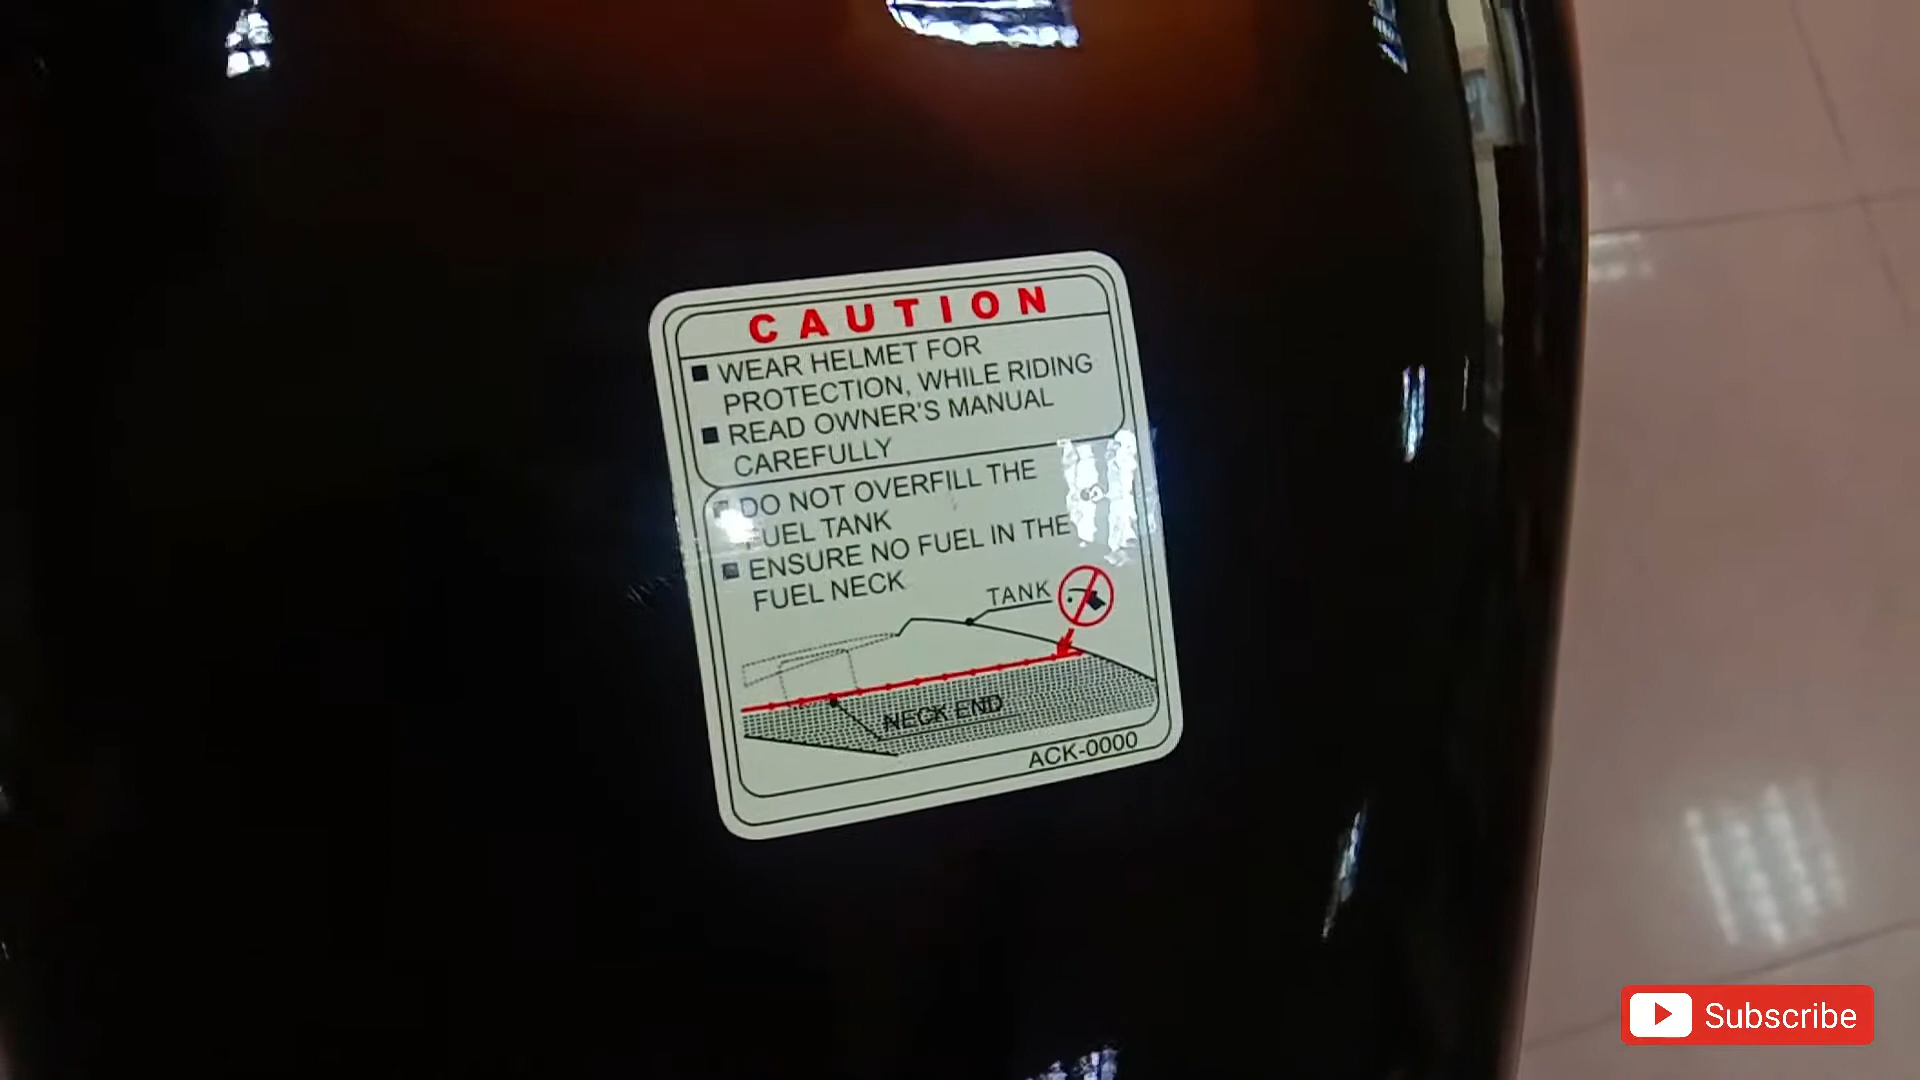 CAUTION
■ WEAR HELMET FOR
PROTECTION, WHILE RIDING
■ READ OWNER'S MANUAL
CAREFULLY
■ DO NOT OVERFILL THE
FUEL TANK
■ ENSURE NO FUEL IN THE
FUEL NECK
TANK
NECK END
ACK-0000
Subscribe